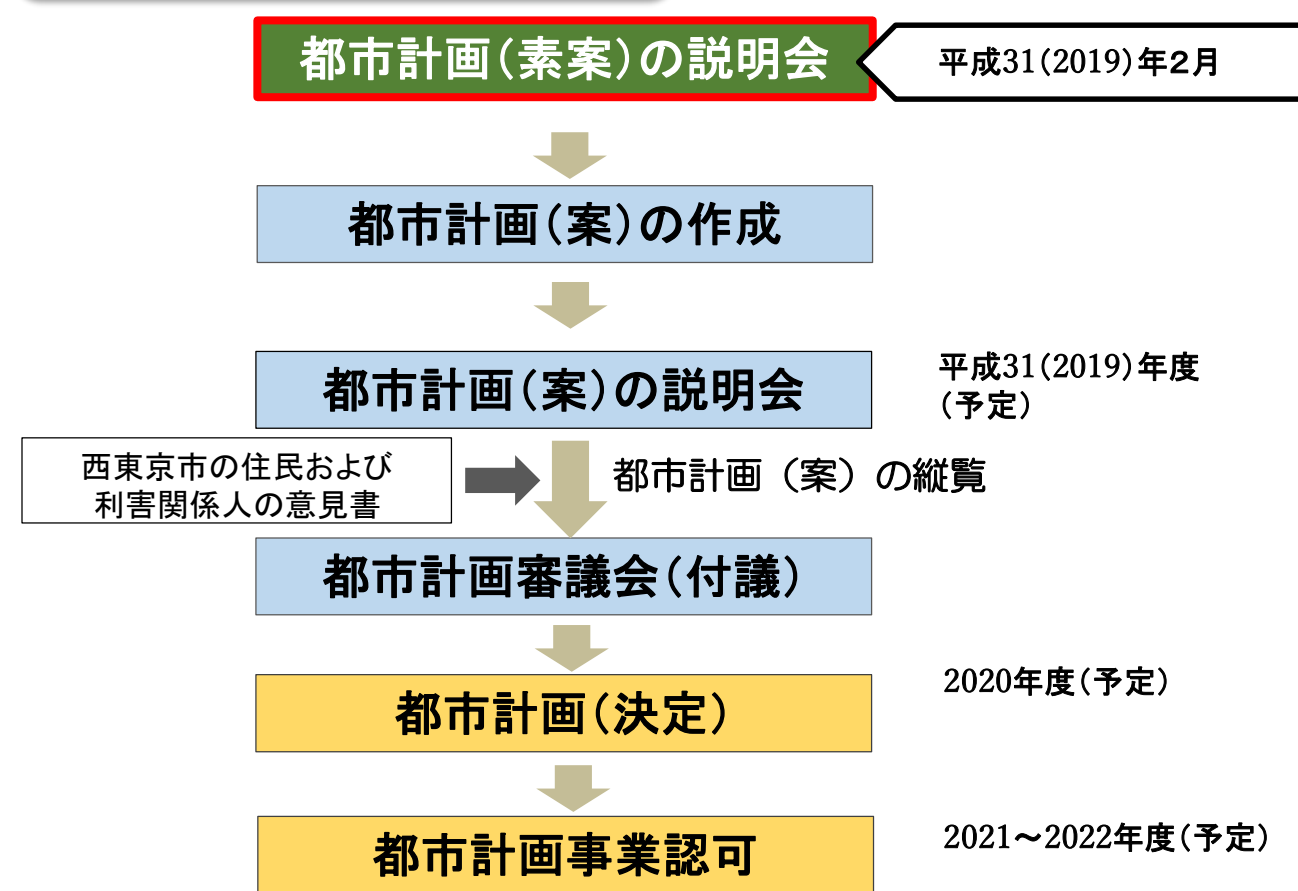 都市計画(素案)の説明会
平成31(2019)年2月
都市計画(案)の作成
都市計画(案)の説明会
平成31(2019)年度
(予定)
西東京市の住民および
利害関係人の意見書
都市計画（案）の縦覧
都市計画審議会(付議)
都市計画(決定)
2020年度(予定)
都市計画事業認可
2021～2022年度(予定)